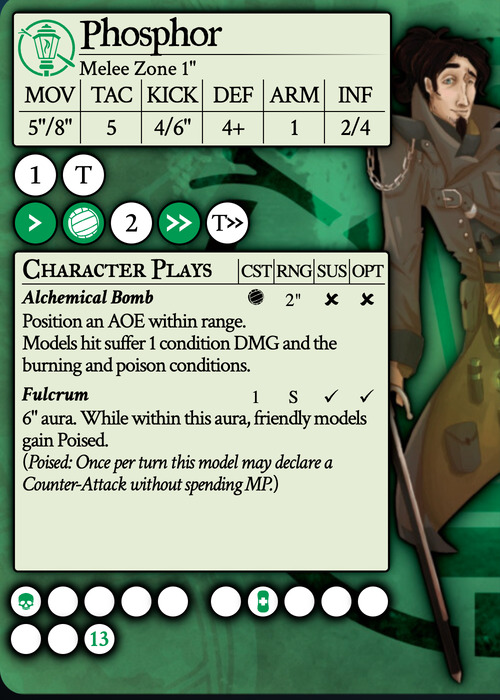 Phosphor
Melee Zone 1"
MOV TAC KICK DEF ARM INF
5"/8" 5 4/6" 4+ 1 2/4
1 T
> 2 >> T>>
CHARACTER PLAYS CST RNG SUS OPT
Alchemical Bomb 2" ✘ ✘
Position an AOE within range.
Models hit suffer 1 condition DMG and the
burning and poison conditions.
Fulcrum 1 S ✓ ✓
6" aura. While within this aura, friendly models
gain Poised.
(Poised: Once per turn this model may declare a
Counter-Attack without spending MP.)
13